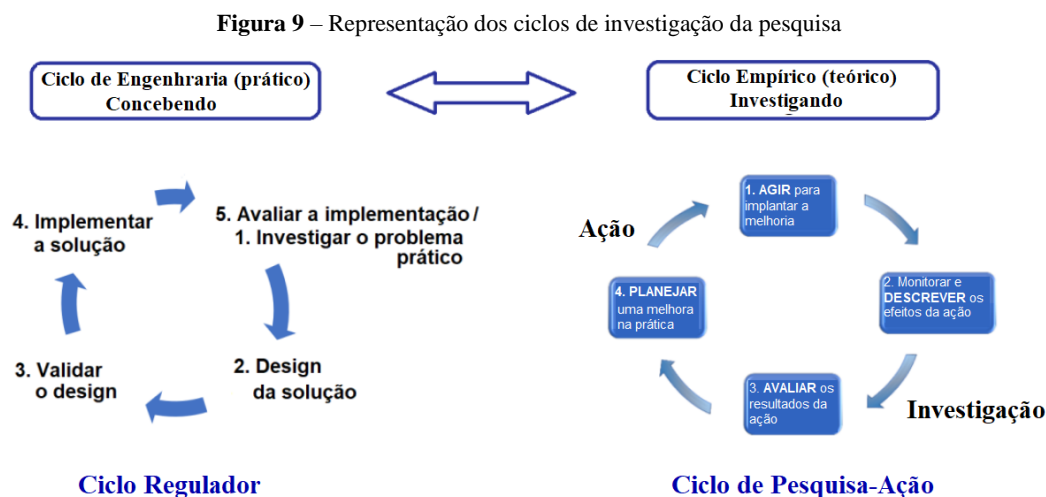 Figura 9 – Representação dos ciclos de investigação da pesquisa
Ciclo de Engenhraria (prático)
Concebendo
Ciclo Empírico (teórico)
Investigando
4. Implementar
a solução
5. Avaliar a implementação /
1. Investigar o problema
prático
3. Validar
o design
2. Design
da solução
Ciclo Regulador
Ação
1. AGIR para
implantar a
melhoria
4. PLANEJAR
uma melhora
na prática
2. Monitorar e
DESCREVER os
efeitos da ação
3. AVALIAR os
resultados da
ação
Investigação
Ciclo de Pesquisa-Ação